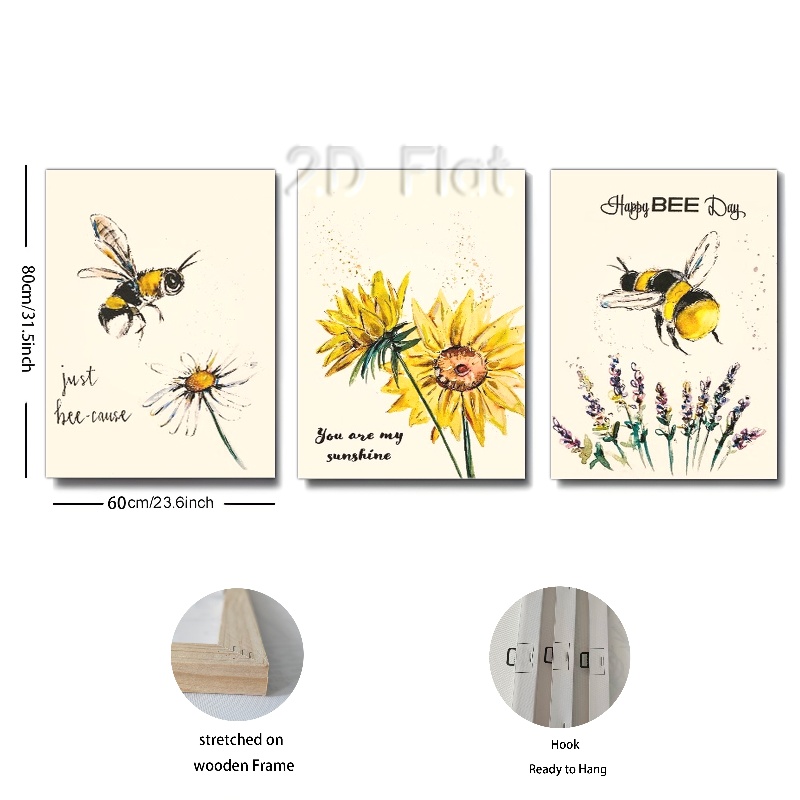 2D Flat
80cm/31.5inch
just
bee-cause
You are my
sunshine
Happy BEE Day
60cm/23.6inch
stretched on
wooden Frame
Hook
Ready to Hang